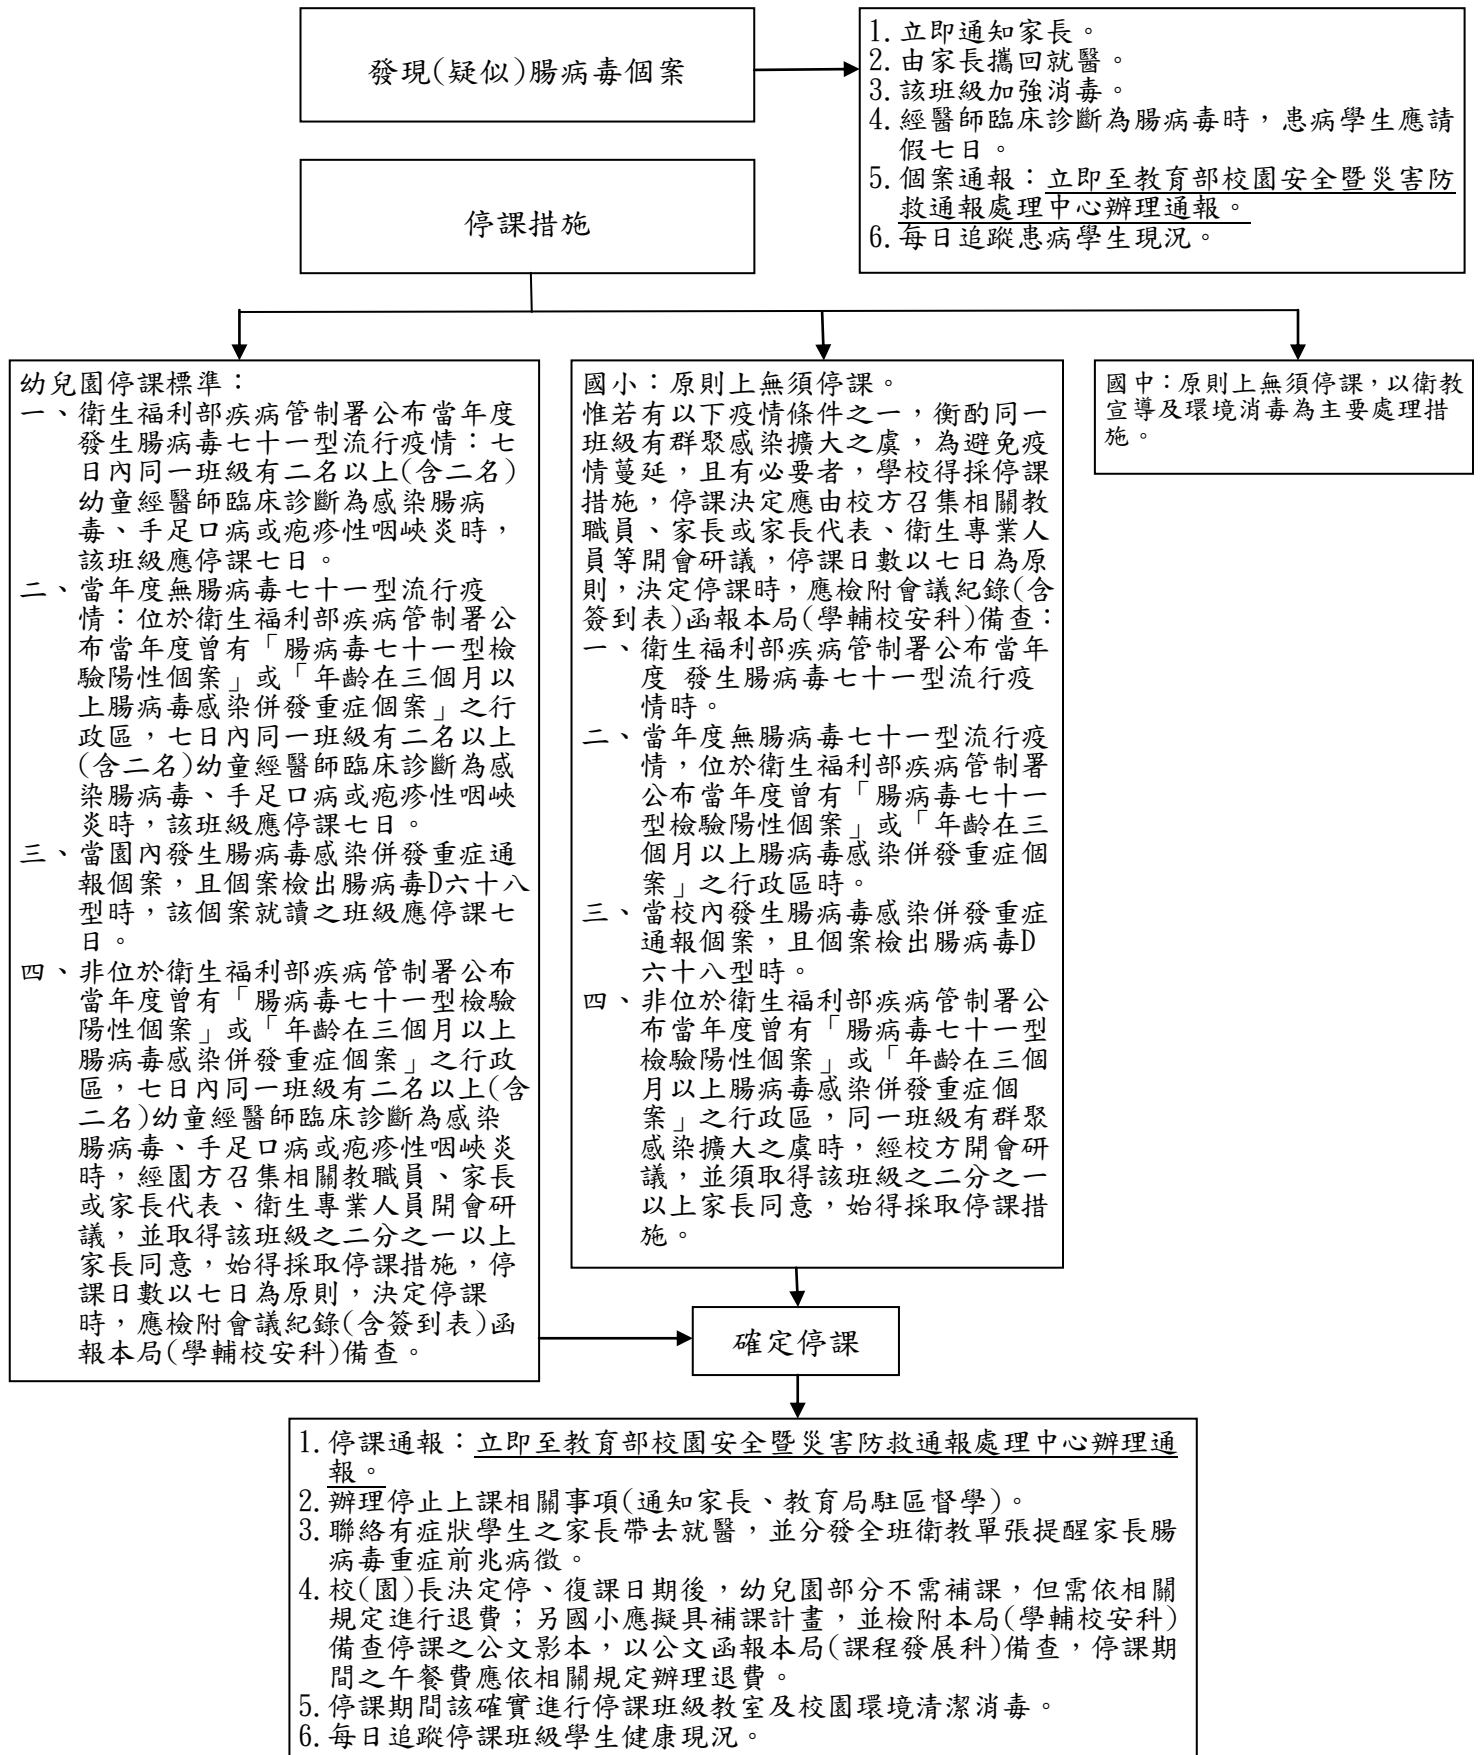 發現(疑似)腸病毒個案
1.立即通知家長。
2.由家長攜回就醫。
3.該班級加強消毒。
4.經醫師臨床診斷為腸病毒時，患病學生應請
假七日。
5.個案通報：立即至教育部校園安全暨災害防
救通報處理中心辦理通報。
6.每日追蹤患病學生現況。
停課措施
幼兒園停課標準：
一、衛生福利部疾病管制署公布當年度
發生腸病毒七十一型流行疫情：七
日內同一班級有二名以上(含二名)
幼童經醫師臨床診斷為感染腸病
毒、手足口病或疱疹性咽峽炎時，
該班級應停課七日。
二、當年度無腸病毒七十一型流行疫
情：位於衛生福利部疾病管制署公
布當年度曾有「腸病毒七十一型檢
驗陽性個案」或「年齡在三個月以
上腸病毒感染併發重症個案」之行
政區，七日內同一班級有二名以上
(含二名)幼童經醫師臨床診斷為感
染腸病毒、手足口病或疱疹性咽峽
炎時，該班級應停課七日。
三、當園內發生腸病毒感染併發重症通
報個案，且個案檢出腸病毒D六十八
型時，該個案就讀之班級應停課七
日。
四、非位於衛生福利部疾病管制署公布
當年度曾有「腸病毒七十一型檢驗
陽性個案」或「年齡在三個月以上
腸病毒感染併發重症個案」之行政
區，七日內同一班級有二名以上(含
二名)幼童經醫師臨床診斷為感染
腸病毒、手足口病或疱疹性咽峽炎
時，經園方召集相關教職員、家長
或家長代表、衛生專業人員開會研
議，並取得該班級之二分之一以上
家長同意，始得採取停課措施，停
課日數以七日為原則，決定停課
時，應檢附會議紀錄(含簽到表)函
報本局(學輔校安科)備查。
國小：原則上無須停課。
惟若有以下疫情條件之一，衡酌同一
班級有群聚感染擴大之虞，為避免疫
情蔓延，且有必要者，學校得採停課
措施，停課決定應由校方召集相關教
職員、家長或家長代表、衛生專業人
員等開會研議，停課日數以七日為原
則，決定停課時，應檢附會議紀錄(含
簽到表)函報本局(學輔校安科)備查：
一、衛生福利部疾病管制署公布當年
度 發生腸病毒七十一型流行疫
情時。
二、當年度無腸病毒七十一型流行疫
情，位於衛生福利部疾病管制署
公布當年度曾有「腸病毒七十一
型檢驗陽性個案」或「年齡在三
個月以上腸病毒感染併發重症個
案」之行政區時。
三、當校內發生腸病毒感染併發重症
通報個案，且個案檢出腸病毒D
六十八型時。
四、非位於衛生福利部疾病管制署公
布當年度曾有「腸病毒七十一型
檢驗陽性個案」或「年齡在三個
月以上腸病毒感染併發重症個
案」之行政區，同一班級有群聚
感染擴大之虞時，經校方開會研
議，並須取得該班級之二分之一
以上家長同意，始得採取停課措
施。
國中：原則上無須停課，以衛教
宣導及環境消毒為主要處理措
施。
確定停課
1.停課通報：立即至教育部校園安全暨災害防救通報處理中心辦理通
報。
2.辦理停止上課相關事項(通知家長、教育局駐區督學)。
3.聯絡有症狀學生之家長帶去就醫，並分發全班衛教單張提醒家長腸
病毒重症前兆病徵。
4.校(園)長決定停、復課日期後，幼兒園部分不需補課，但需依相關
規定進行退費；另國小應擬具補課計畫，並檢附本局(學輔校安科)
備查停課之公文影本，以公文函報本局(課程發展科)備查，停課期
間之午餐費應依相關規定辦理退費。
5.停課期間該確實進行停課班級教室及校園環境清潔消毒。
6.每日追蹤停課班級學生健康現況。